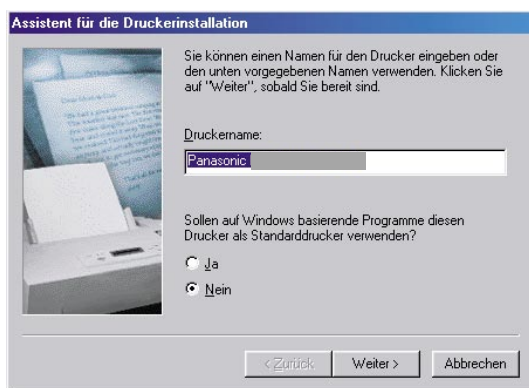 Assistent für die Druckerinstallation
Sie können einen Namen für den Drucker eingeben oder
den unten vorgegebenen Namen verwenden. Klicken Sie
auf "Weiter", sobald Sie bereit sind.
Druckername:
Panasonic
Sollen auf Windows basierende Programme diesen
Drucker als Standarddrucker verwenden?
Ja
Nein
< Zurück
Weiter >
Abbrechen